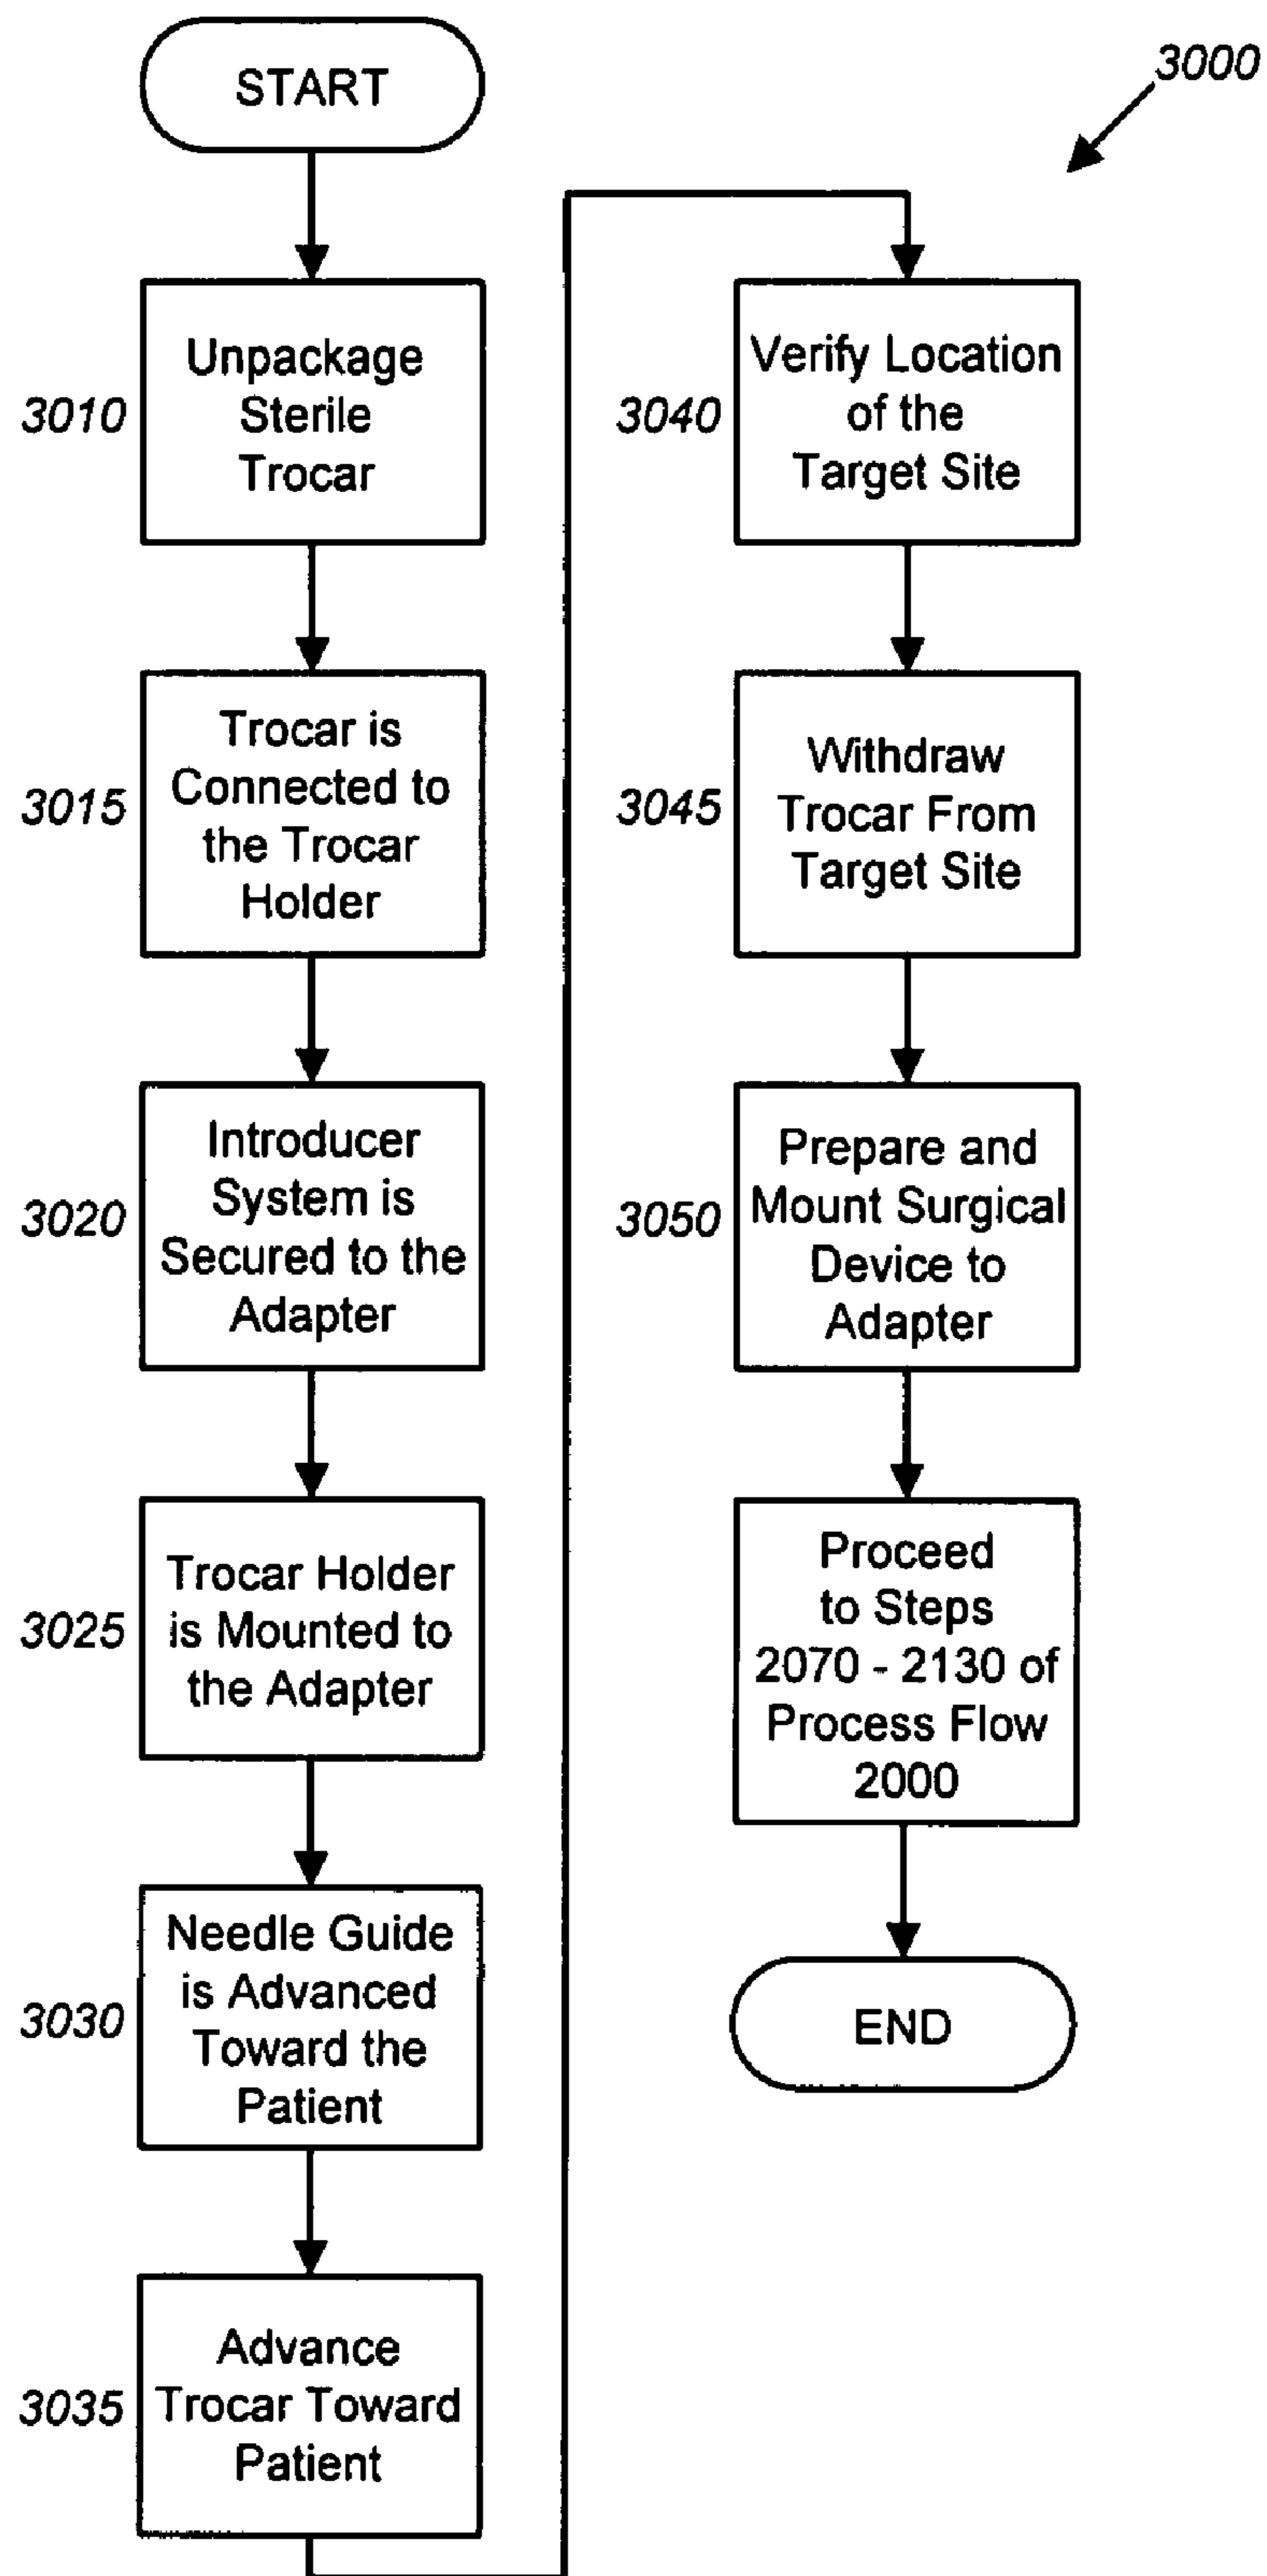 START
3000
3010
Unpackage
Sterile
Trocar
3015
Trocar is
Connected to
the Trocar
Holder
3020
Introducer
System is
Secured to the
Adapter
3025
Trocar Holder
is Mounted to
the Adapter
3030
Needle Guide
is Advanced
Toward the
Patient
3035
Advance
Trocar Toward
Patient
3040
Verify Location
of the
Target Site
3045
Withdraw
Trocar From
Target Site
3050
Prepare and
Mount Surgical
Device to
Adapter
Proceed
to Steps
2070 - 2130 of
Process Flow
2000
END